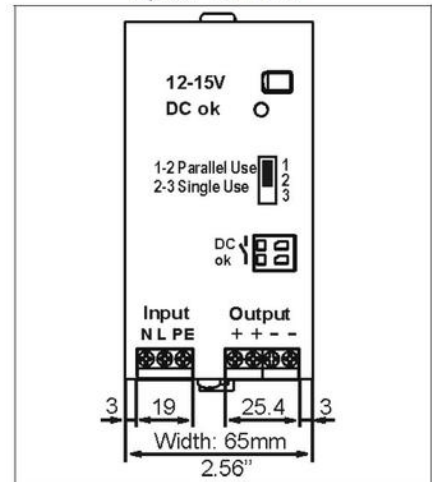 12-15V
DC ok
1-2 Parallel Use
2-3 Single Use
1
2
3
DC
ok
Input
Output
N L PE
+ + - -
3
19
25.4
3
Width: 65mm
2.56"